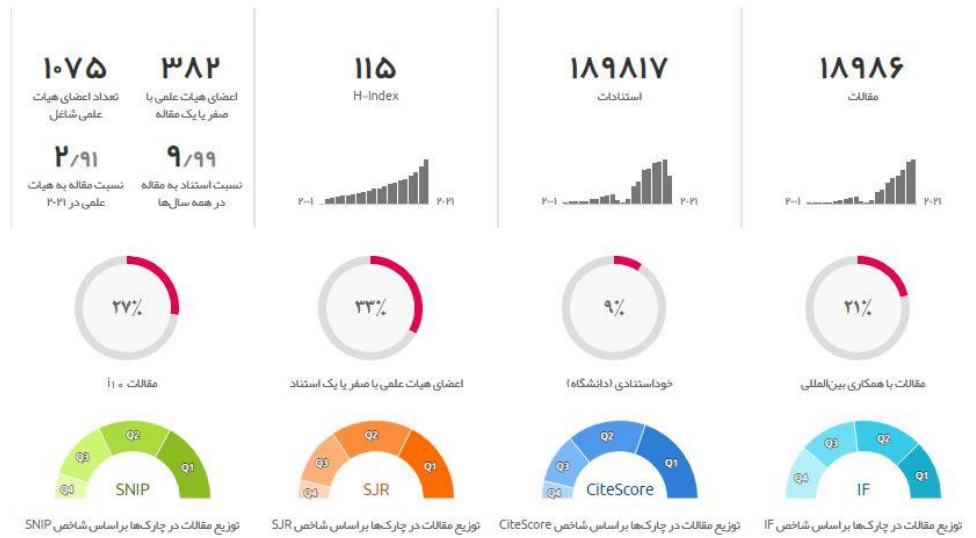 ۱۸۹۸۶
مقالات
۲۰۰۱
۲۰۲۱
۱۸۹۸۱۷
استنادات
۲۰۰۱
۲۰۲۱
۱۱۵
H-Index
۲۰۰۱
۲۰۲۱
۳۸۲
اعضای هیات علمی با
صفر یا یک مقاله
۱۰۷۵
تعداد اعضای هیات
علمی شاغل
۹/۹۹
نسبت استناد به مقاله
در همه سال‌ها
۲/۹۱
نسبت مقاله به هیات
علمی در ۲۰۲۱
۲۱٪
مقالات با همکاری بین‌المللی
۹٪
خوداستنادی (دانشگاه)
۳۳٪
اعضای هیات علمی با صفر یا یک استناد
۲۷٪
مقالات i10
Q4
Q3
Q2
Q1
IF
توزیع مقالات در چارک‌ها براساس شاخص IF
Q4
Q3
Q2
Q1
CiteScore
توزیع مقالات در چارک‌ها براساس شاخص CiteScore
Q4
Q3
Q2
Q1
SJR
توزیع مقالات در چارک‌ها براساس شاخص SJR
Q4
Q3
Q2
Q1
SNIP
توزیع مقالات در چارک‌ها براساس شاخص SNIP